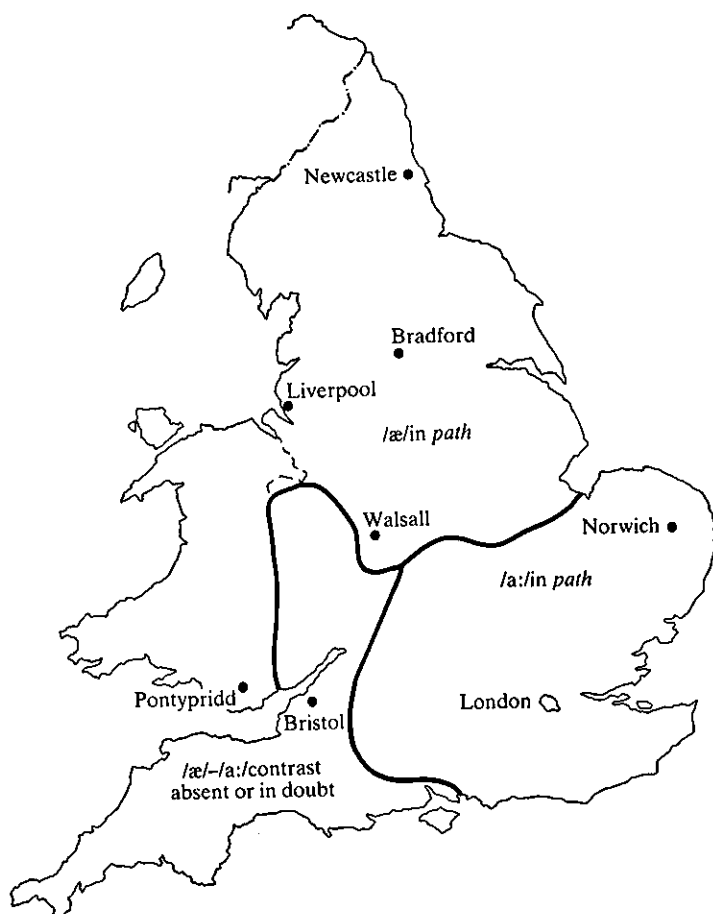 Newcastle
Bradford
Liverpool
/æ/in path
Walsall
Norwich
/a:/in path
Pontypridd
Bristol
London
/æ/–/a:/contrast
absent or in doubt